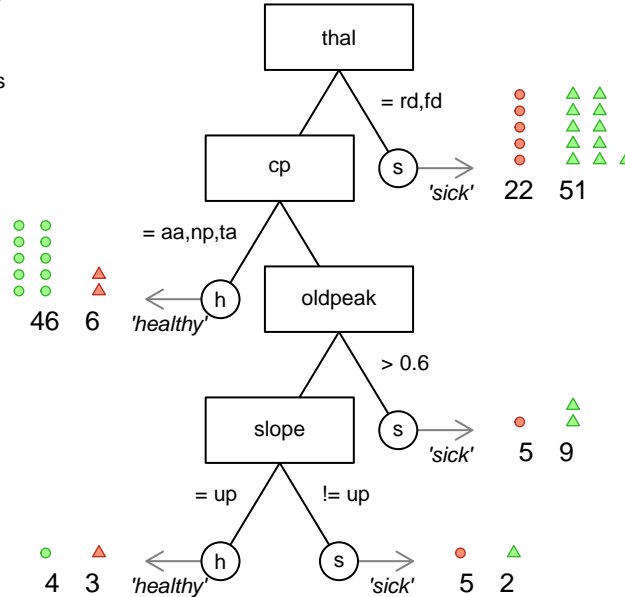 thal
s
= rd,fd
cp
s
'sick'
22 51
= aa,np,ta
h
oldpeak
'healthy'
46 6
> 0.6
slope
s
'sick'
5 9
= up
!= up
h
s
'healthy'
4 3
'sick'
5 2